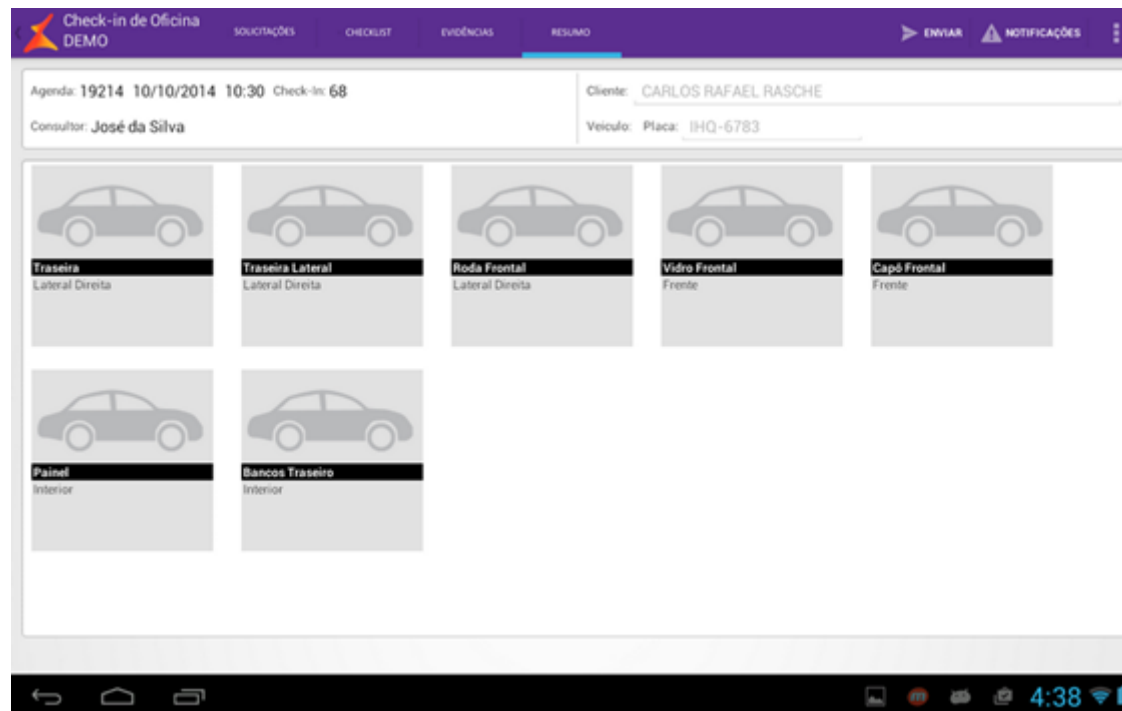 Check-in de Oficina
DEMO
SOLICITAÇÕES CHECKLIST EVIDÊNCIAS RESUMO ENVIAR NOTIFICAÇÕES
Agenda: 19214 10/10/2014 10:30 Check-In: 68
Cliente: CARLOS RAFAEL RASCHE
Consultor: José da Silva
Veiculo: Placa: IHQ-6783
Traseira
Lateral Direita
Traseira Lateral
Lateral Direita
Roda Frontal
Lateral Direita
Vidro Frontal
Frente
Capô Frontal
Frente
Painel
Interior
Bancos Traseiro
Interior
4:38